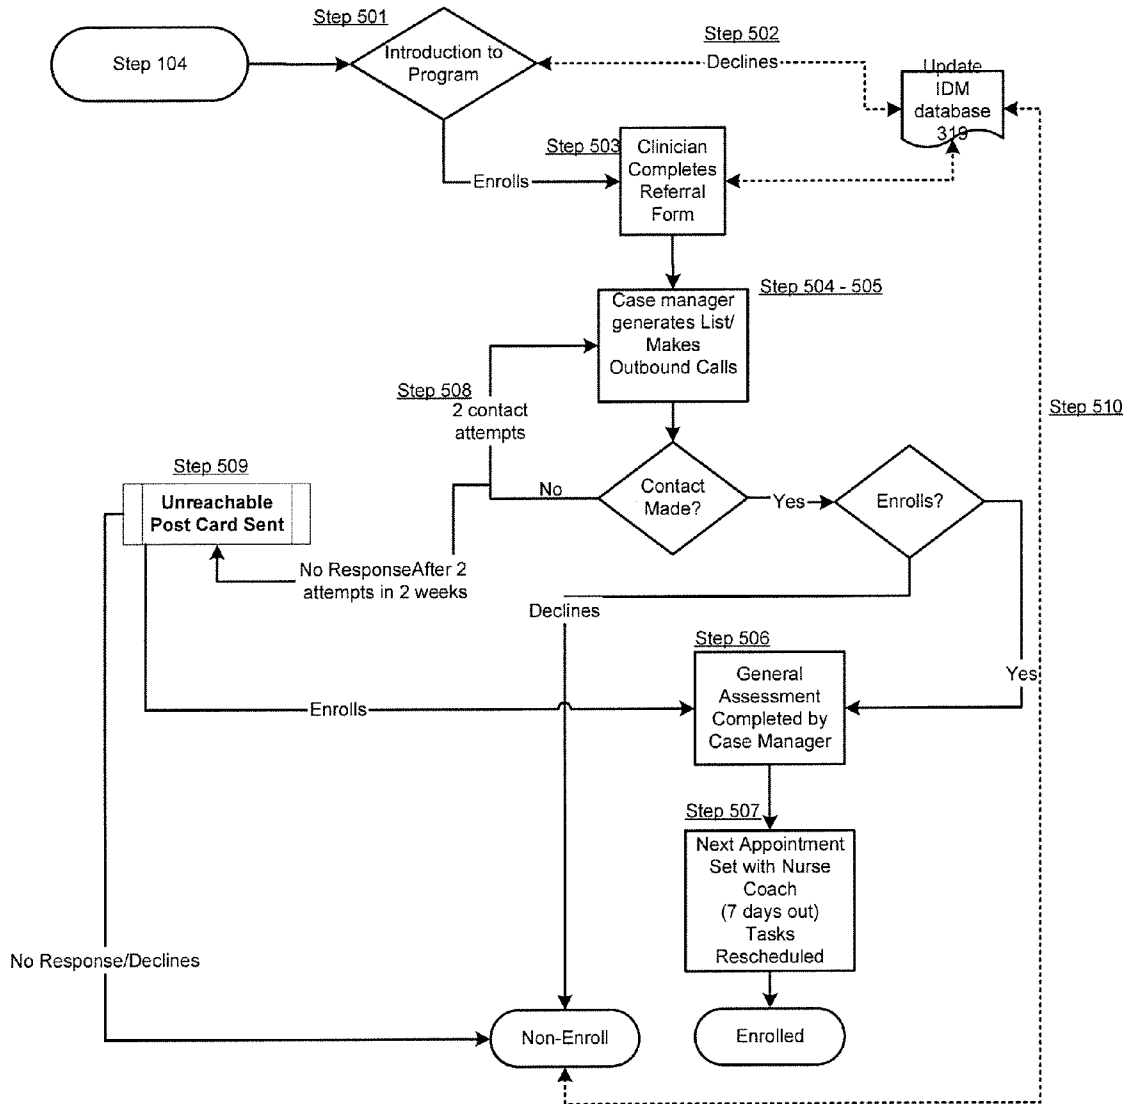 Step 501
Step 104
Introduction to
Program
Step 502
Declines
Update
IDM
database
319
Step 503
Clinician
Completes
Referral
Form
Enrolls
Step 504 - 505
Case manager
generates List/
Makes
Outbound Calls
Step 508
2 contact
attempts
Step 510
Step 509
Unreachable
Post Card Sent
No
Contact
Made?
Yes
Enrolls?
No ResponseAfter 2
attempts in 2 weeks
Declines
Step 506
General
Assessment
Completed by
Case Manager
Yes
Enrolls
Step 507
Next Appointment
Set with Nurse
Coach
(7 days out)
Tasks
Rescheduled
No Response/Declines
Non-Enroll
Enrolled